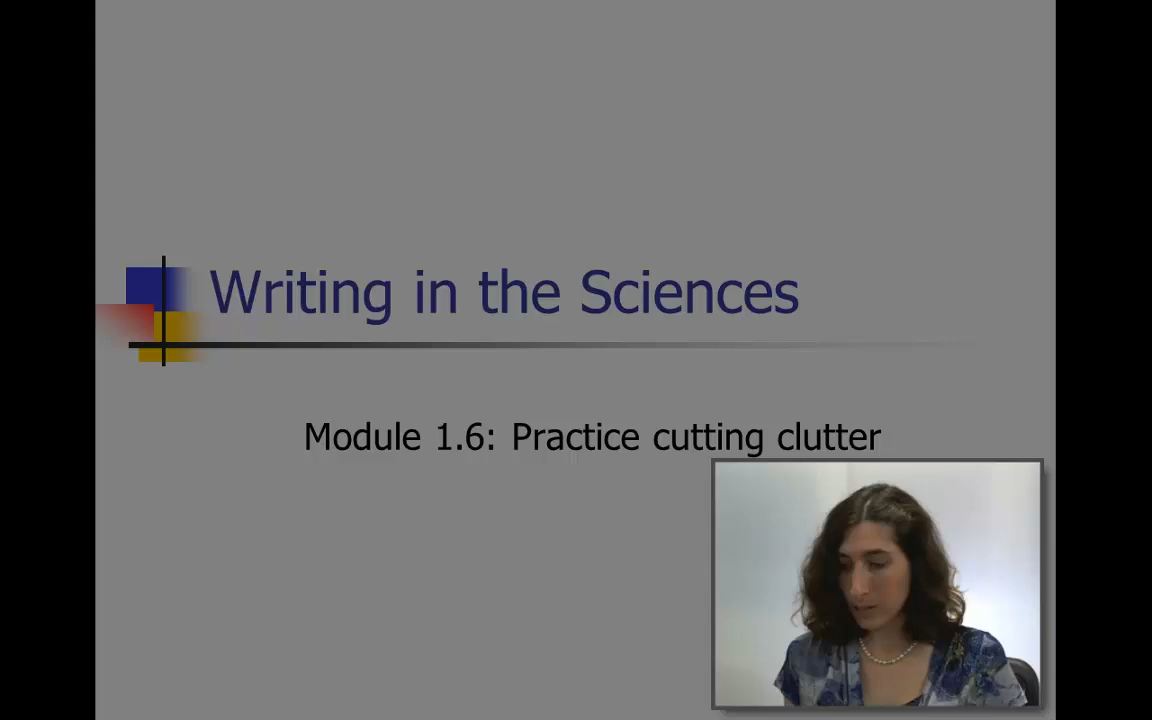 Writing in the Sciences
Module 1.6: Practice cutting clutter